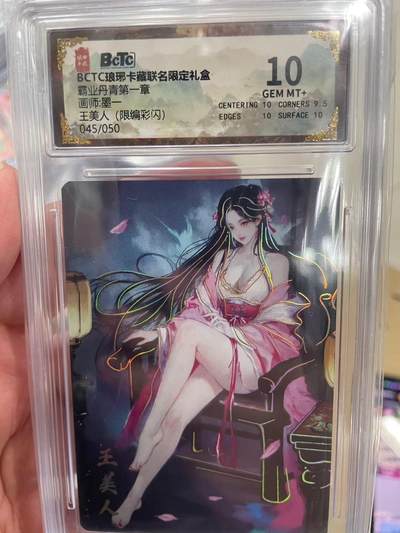 BCTC
BCTC琅琊卡藏联名限定礼盒
霸业丹青第一章
画师:墨一
王美人（限编彩闪）
045/050
10
GEM MT+
CENTERING 10 CORNERS 9.5
EDGES 10 SURFACE 10
王美人